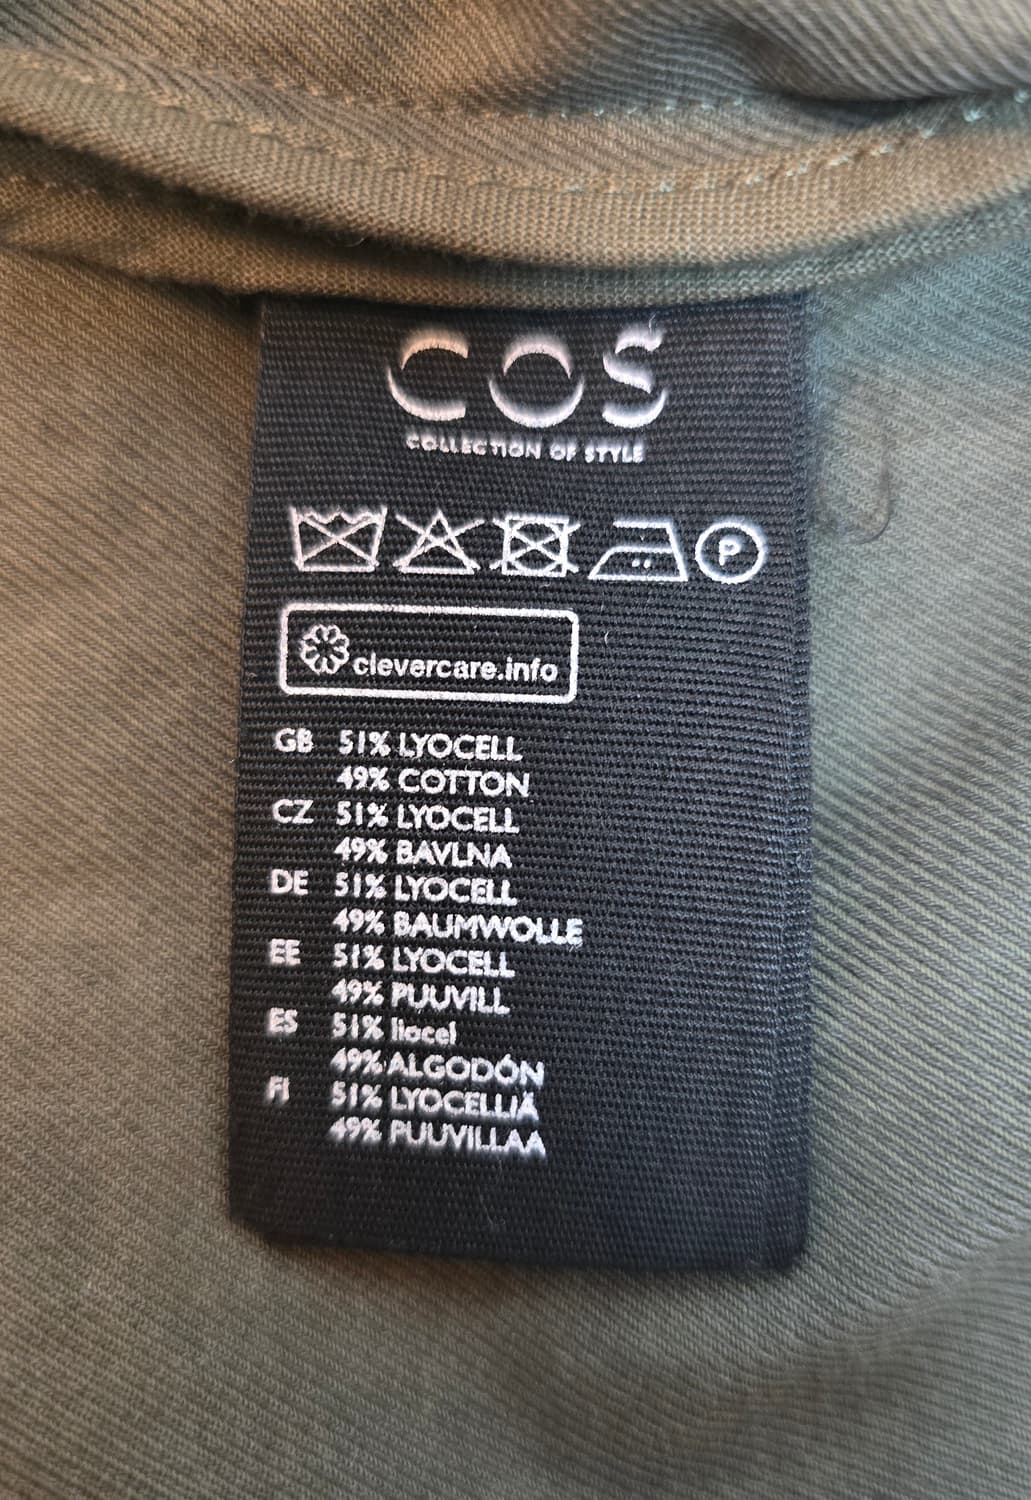 COS
COLLECTION OF STYLE
P
clevercare.info
GB 51% LYOCELL
49% COTTON
CZ 51% LYOCELL
49% BAVLNA
DE 51% LYOCELL
49% BAUMWOLLE
EE 51% LYOCELL
49% PUUVILL
ES 51% liocel
49% ALGODÓN
FI 51% LYOCELLIÄ
49% PUUVILLAA